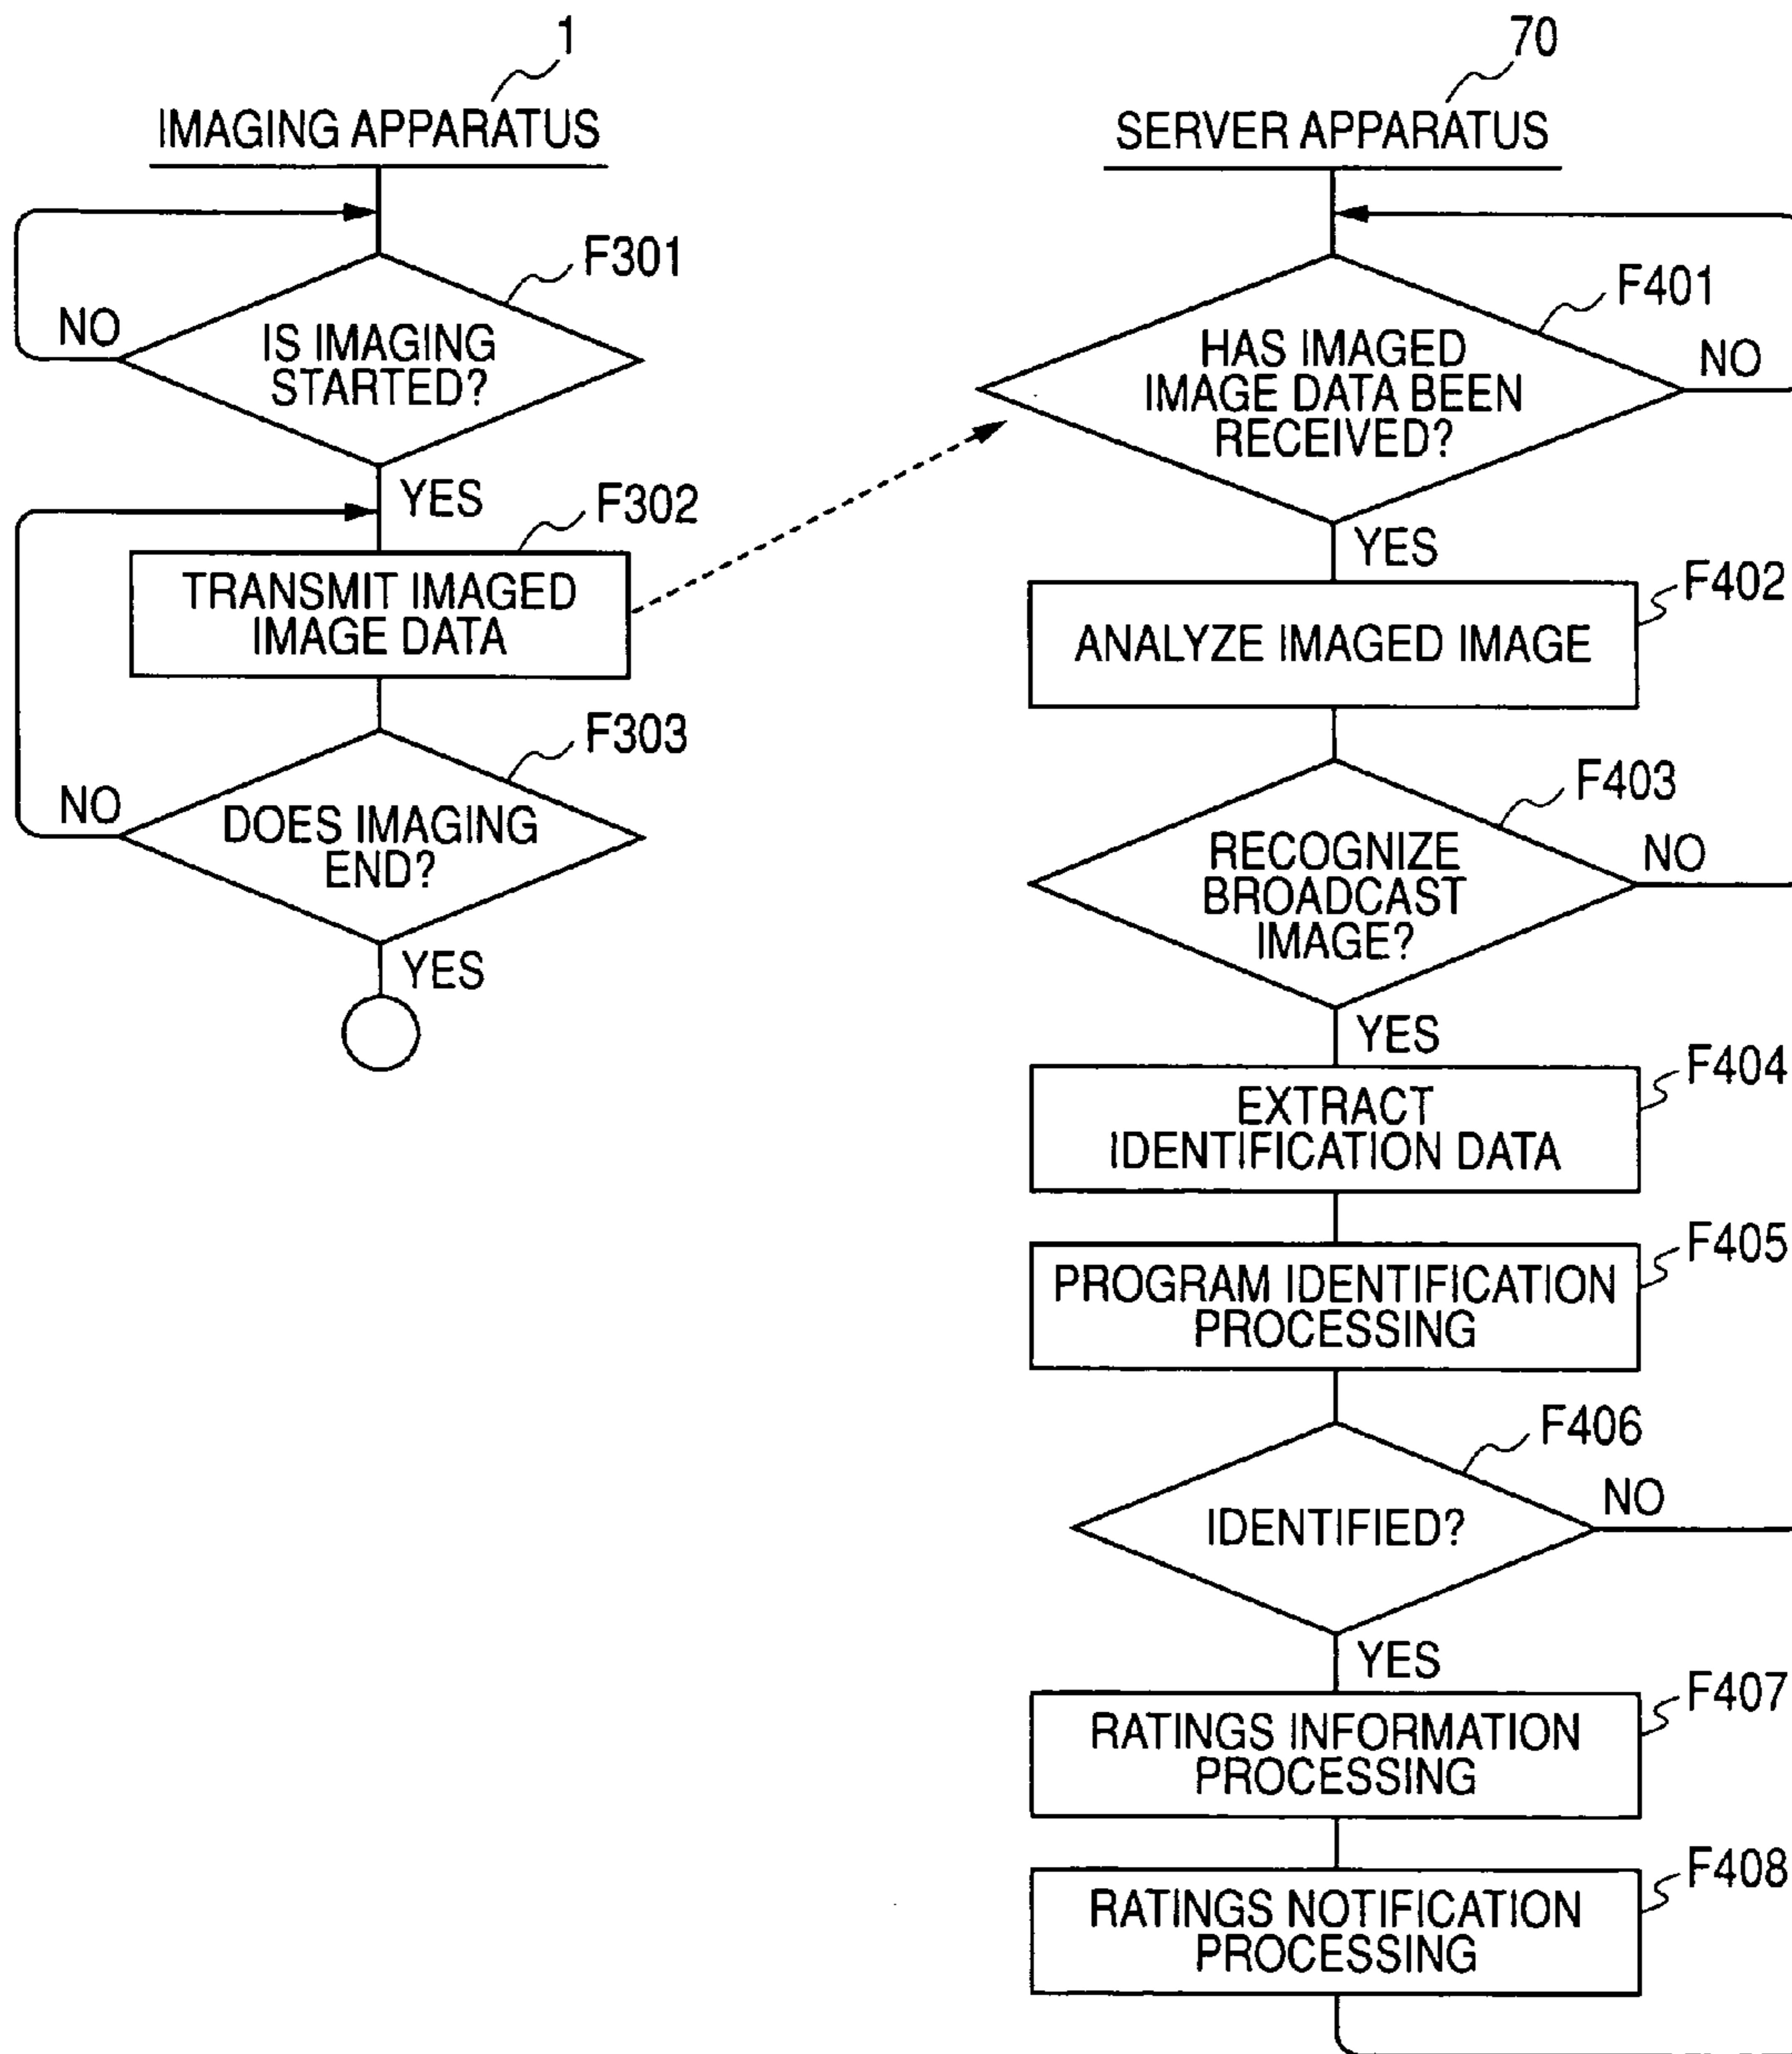 1
IMAGING APPARATUS
F301
NO
IS IMAGING
STARTED?
YES
F302
TRANSMIT IMAGED
IMAGE DATA
F303
NO
DOES IMAGING
END?
YES
70
SERVER APPARATUS
F401
HAS IMAGED
IMAGE DATA BEEN
RECEIVED?
NO
YES
F402
ANALYZE IMAGED IMAGE
F403
RECOGNIZE
BROADCAST
IMAGE?
NO
YES
F404
EXTRACT
IDENTIFICATION DATA
F405
PROGRAM IDENTIFICATION
PROCESSING
F406
NO
IDENTIFIED?
YES
F407
RATINGS INFORMATION
PROCESSING
F408
RATINGS NOTIFICATION
PROCESSING